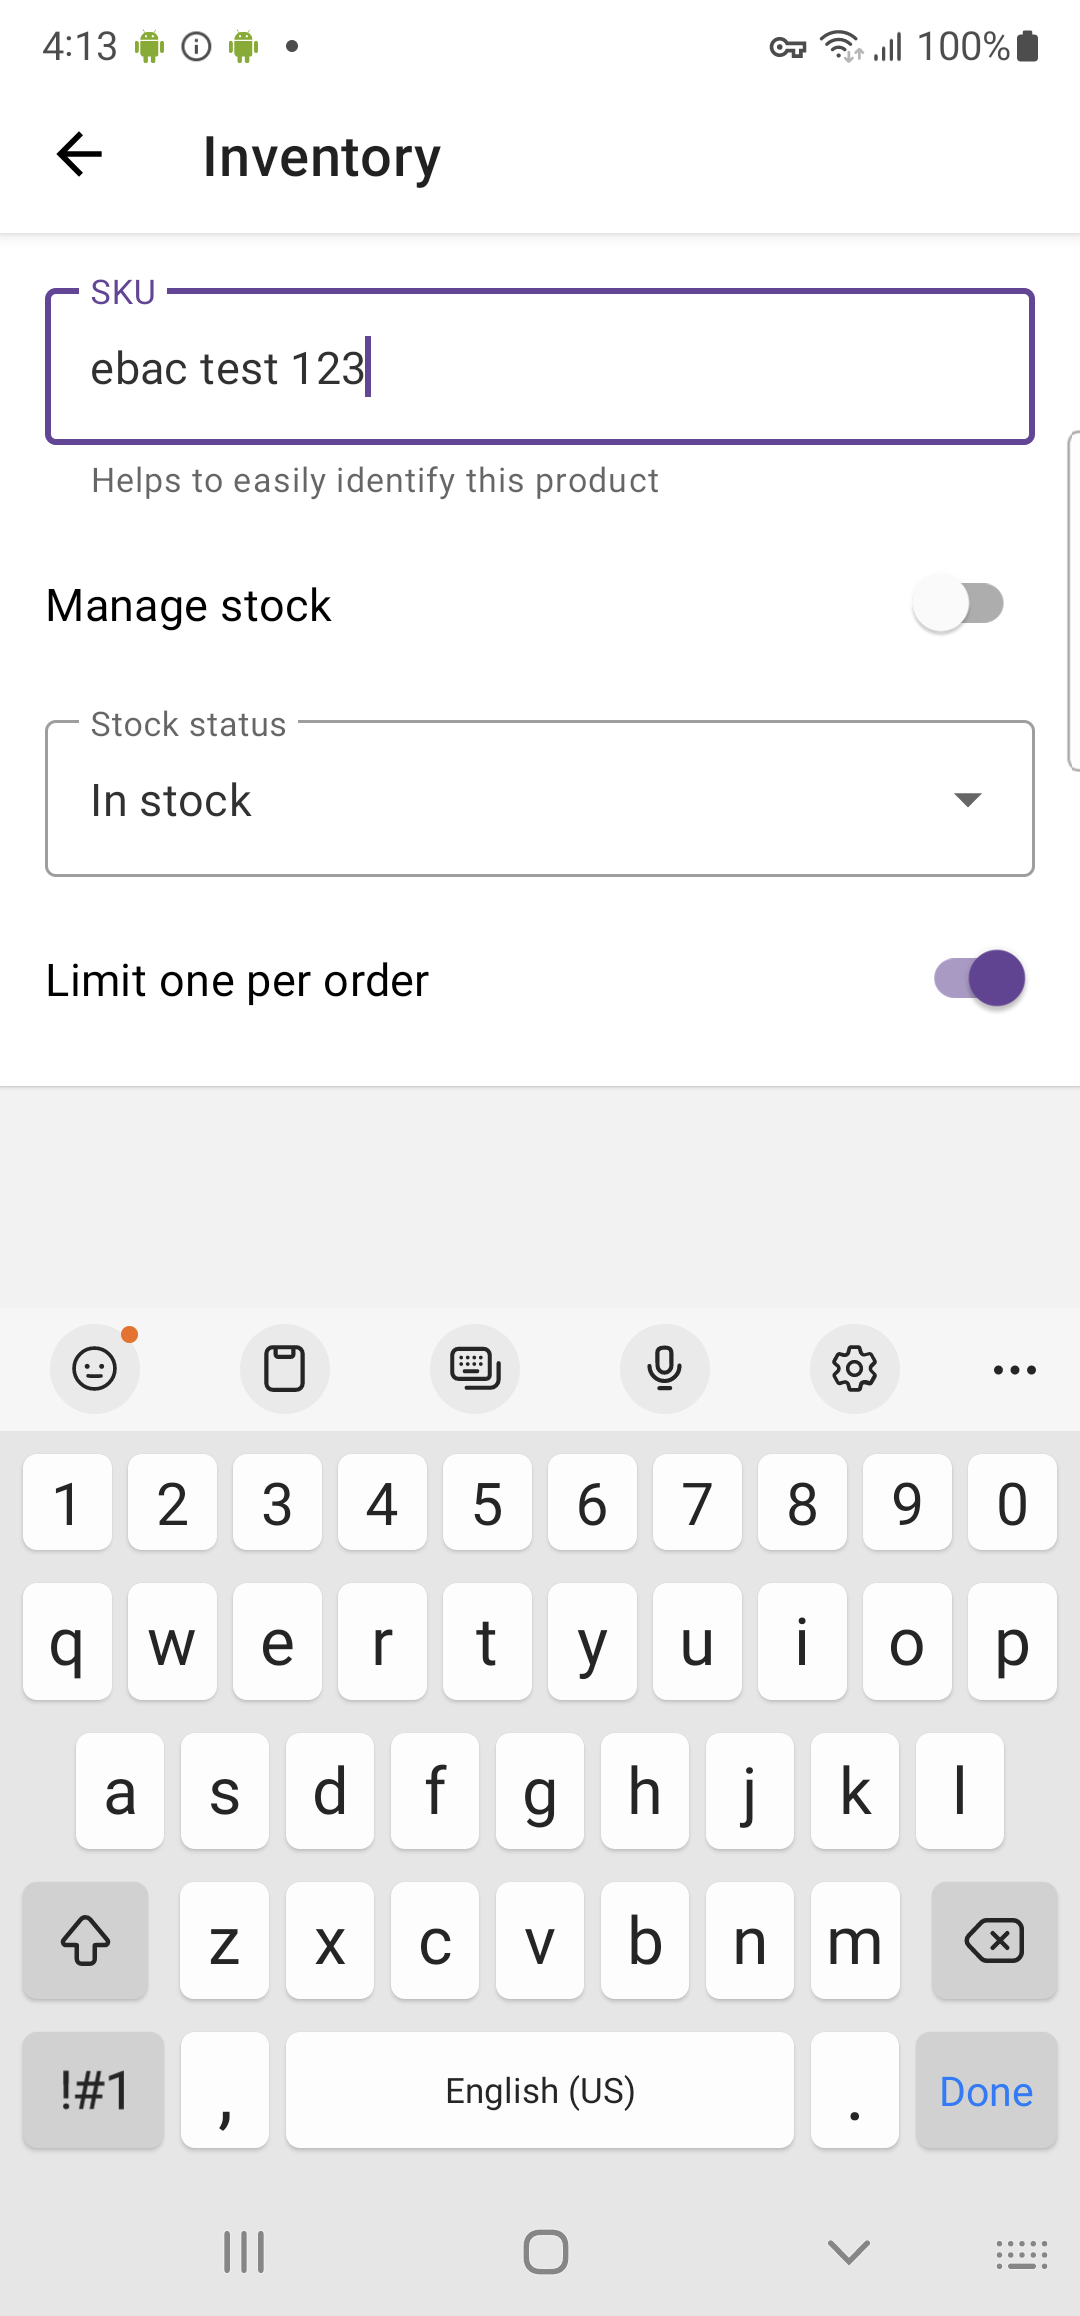 4:13 100%
Inventory
SKU
ebac test 123
Helps to easily identify this product
Manage stock
Stock status
In stock
Limit one per order
1 2 3 4 5 6 7 8 9 0
q w e r t y u i o p
a s d f g h j k l
z x c v b n m
!#1 , English (US) . Done